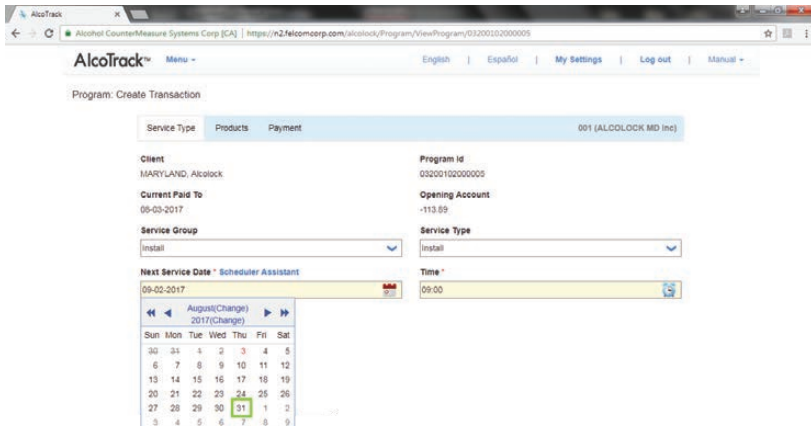 AlcoTrack
Alcohol CounterMeasure Systems Corp [CA] | https://n2.felcomcorp.com/alcolock/Program/ViewProgram/03200102000005
AlcoTrack™ Menu English | Español | My Settings | Log out | Manual
Program: Create Transaction
Service Type Products Payment 001 (ALCOLOCK MD Inc)
Client Program Id
MARYLAND, Alcolock 03200102000005
Current Paid To Opening Account
08-03-2017 -113.89
Service Group Service Type
Install Install
Next Service Date * Scheduler Assistant Time *
09-02-2017 09:00
August(Change)
2017(Change)
Sun Mon Tue Wed Thu Fri Sat
30 31 1 2 3 4 5
6 7 8 9 10 11 12
13 14 15 16 17 18 19
20 21 22 23 24 25 26
27 28 29 30 31 1 2
3 4 5 6 7 8 9